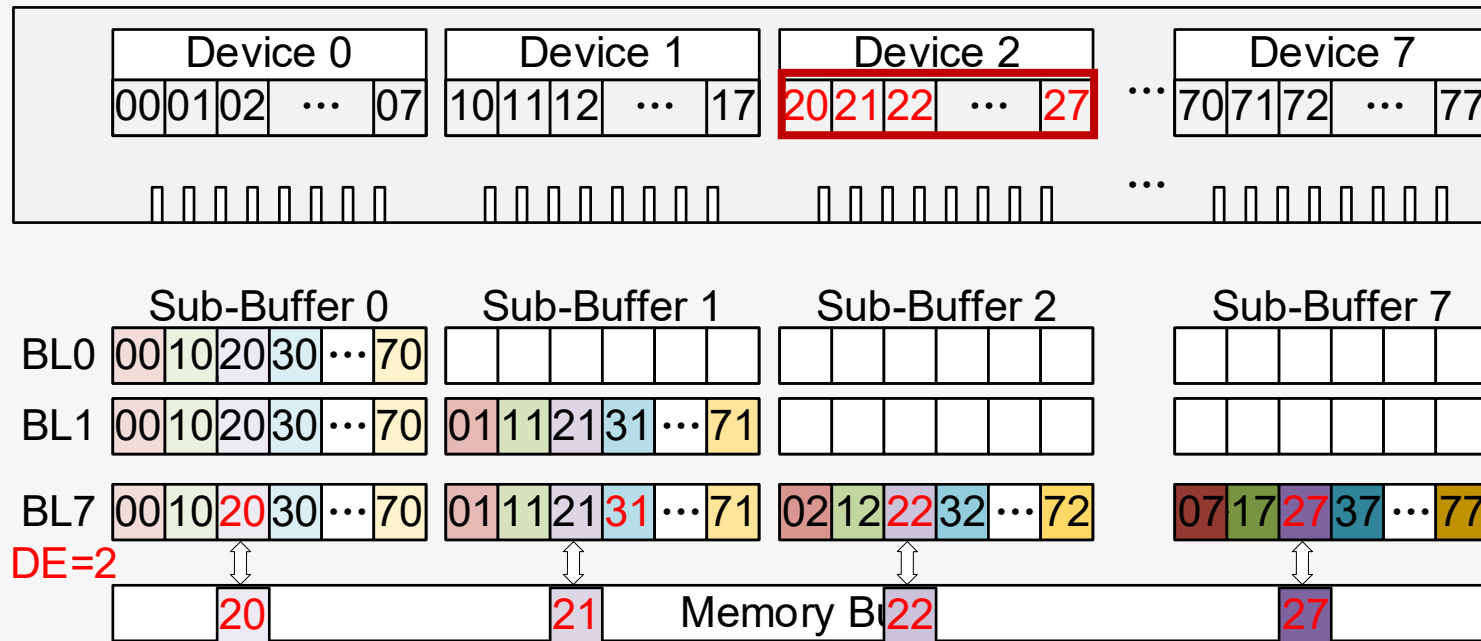 Device 0 Device 1 Device 2 Device 7
00 01 02 ··· 07 10 11 12 ··· 17 20 21 22 ··· 27 ··· 70 71 72 ··· 77
···
Sub-Buffer 0 Sub-Buffer 1 Sub-Buffer 2 Sub-Buffer 7
BL0 00 10 20 30 ··· 70
BL1 00 10 20 30 ··· 70 01 11 21 31 ··· 71
BL7 00 10 20 30 ··· 70 01 11 21 31 ··· 71 02 12 22 32 ··· 72 07 17 27 37 ··· 77
DE=2
20 21 Memory B 22 27